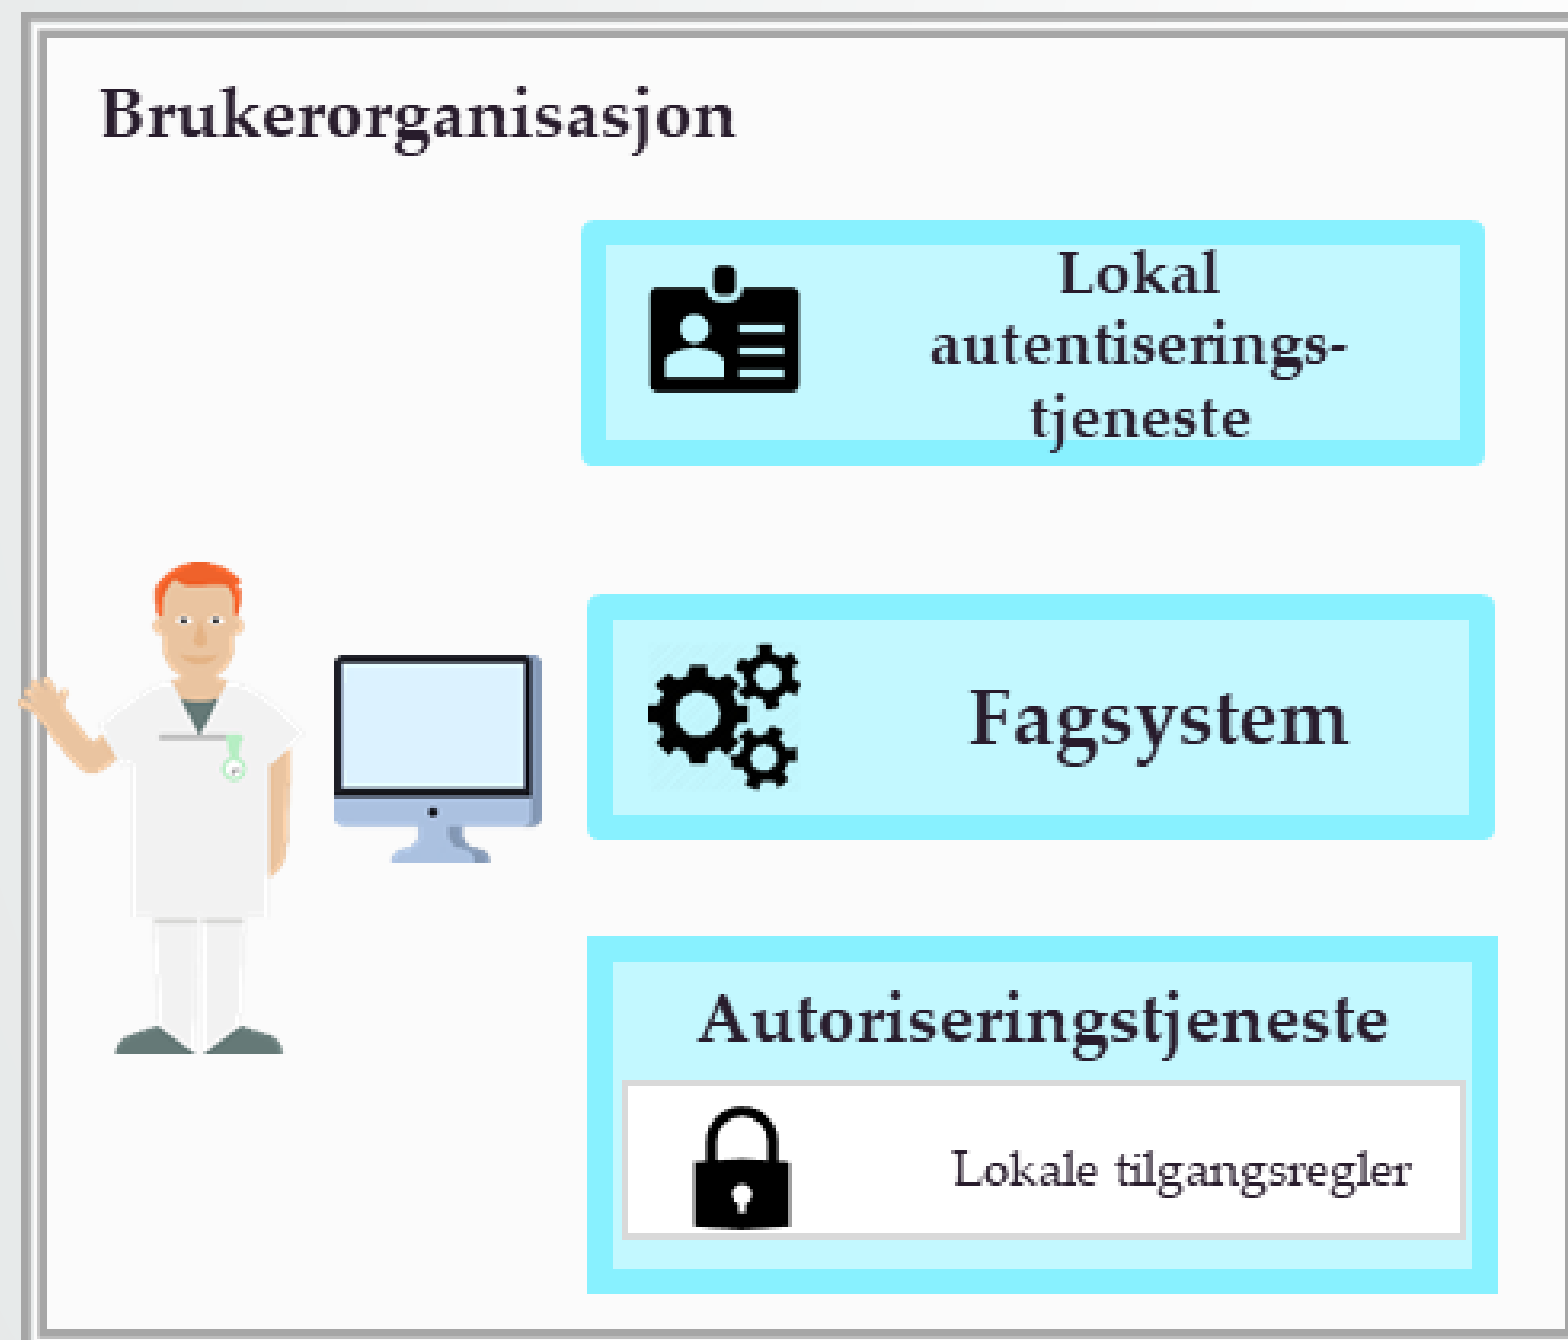 Brukerorganisasjon
Lokal
autentiserings-
tjeneste
Fagsystem
Autoriseringstjeneste
Lokale tilgangsregler